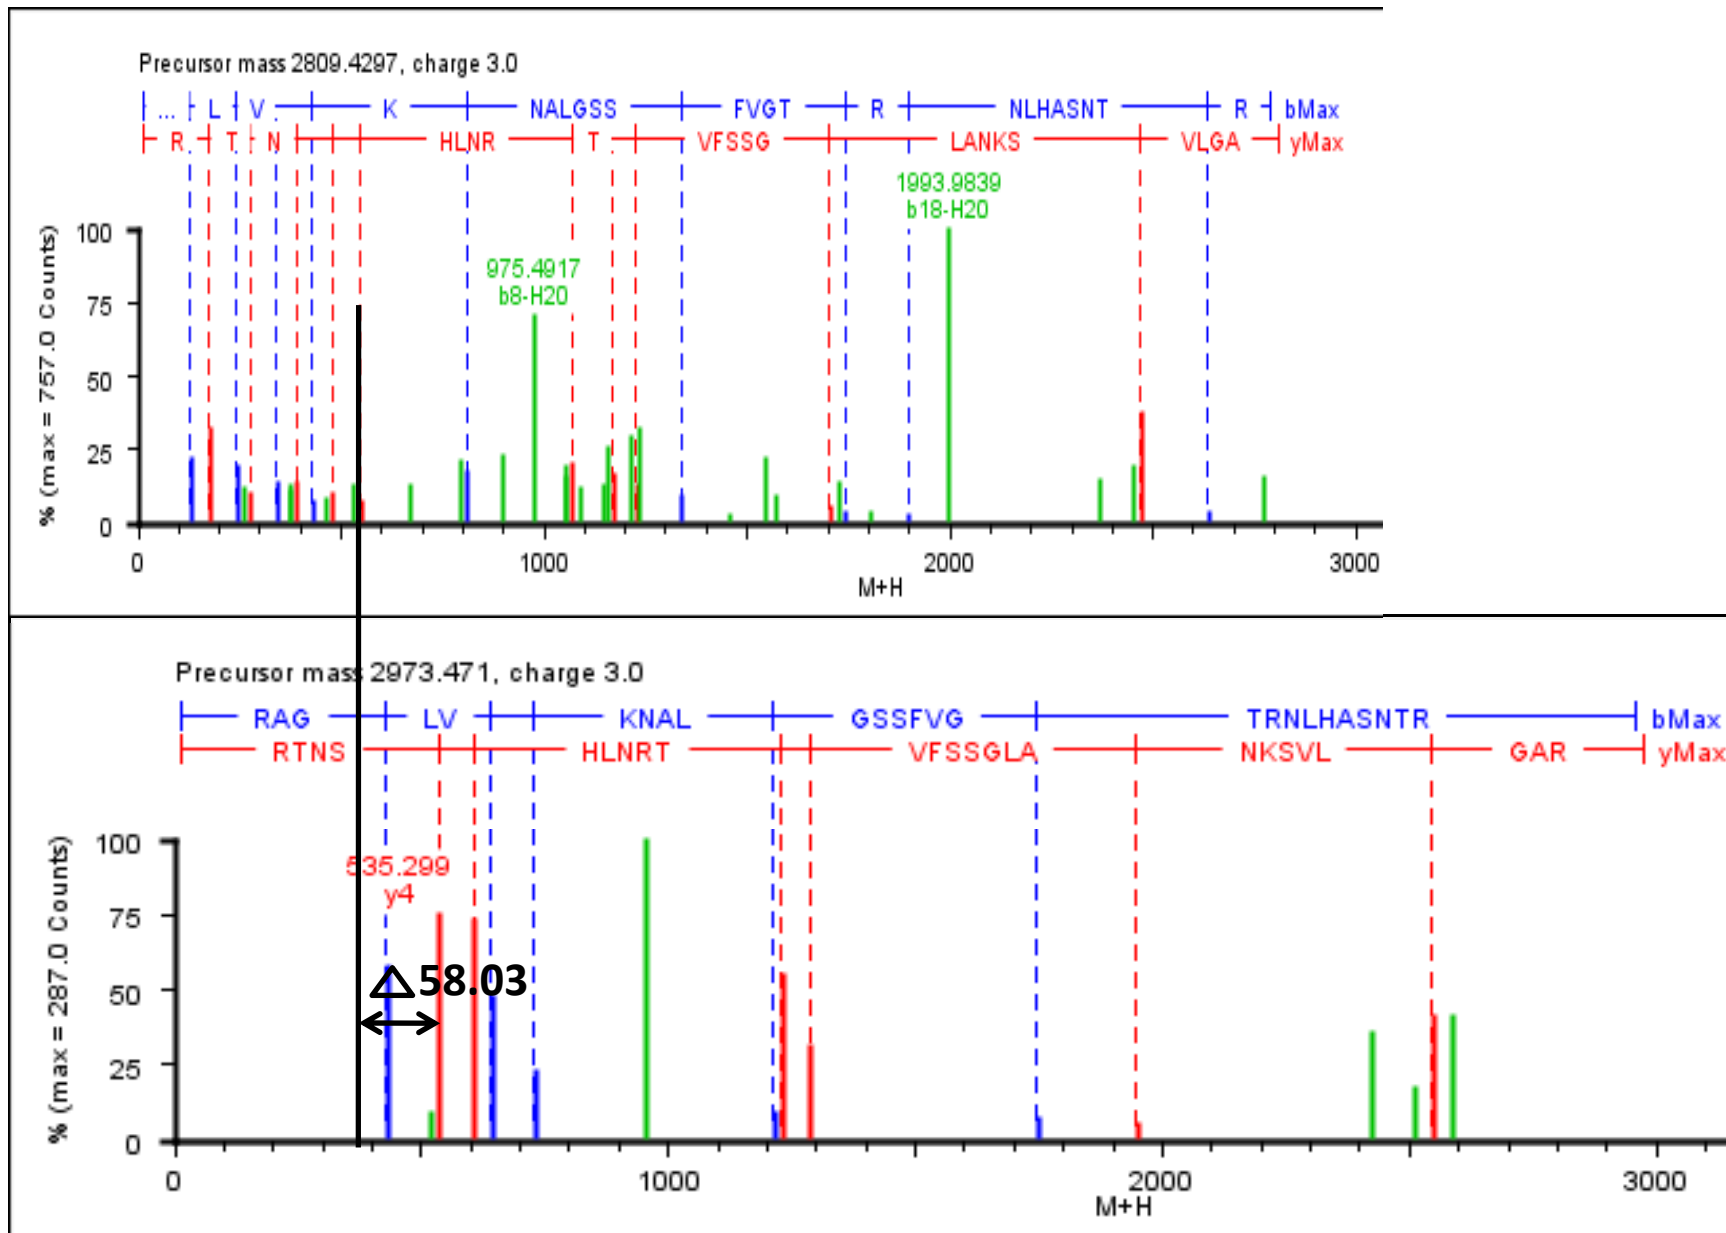 Precursor mass 2809.4297, charge 3.0
... L V K NALGSS FVGT R NLHASNT R bMax
R T N HLNR T VFSSG LANKS VLGA yMax
1993.9839
b18-H20
975.4917
b8-H20
100
75
50
25
0
% (max = 757.0 Counts)
0 1000 2000 3000
M+H
Precursor mass 2973.471, charge 3.0
RAG LV KNAL GSSFVG TRNLHASNTR bMax
RTNS HLNRT VFSSGLA NKSVL GAR yMax
535.299
y4
△ 58.03
100
75
50
25
0
% (max = 287.0 Counts)
0 1000 2000 3000
M+H